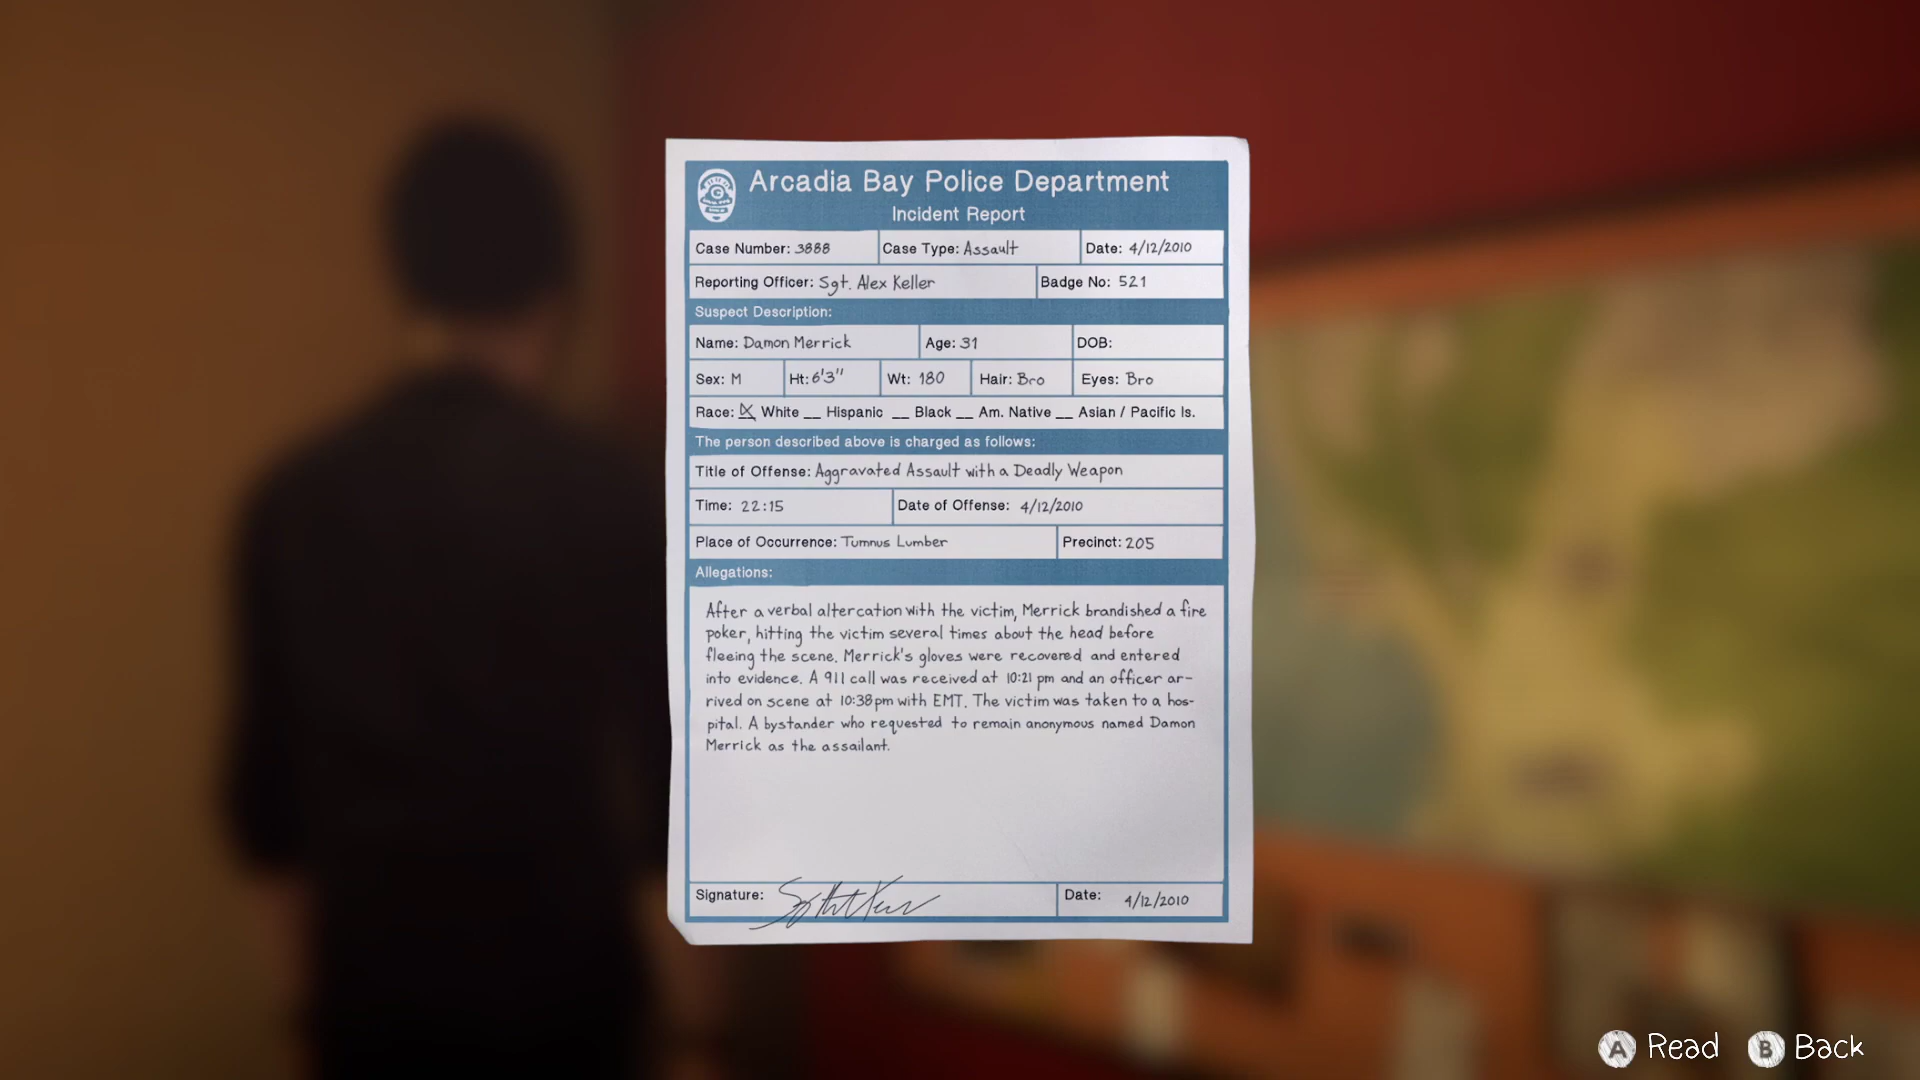 Arcadia Bay Police Department
Incident Report
Case Number: 3888 Case Type: Assault Date: 4/12/2010
Reporting Officer: Sgt. Alex Keller Badge No: 521
Suspect Description:
Name: Damon Merrick Age: 31 DOB:
Sex: M Ht: 6'3" Wt: 180 Hair: Bro Eyes: Bro
Race: X White __ Hispanic __ Black __ Am. Native __ Asian / Pacific Is.
The person described above is charged as follows:
Title of Offense: Aggravated Assault with a Deadly Weapon
Time: 22:15 Date of Offense: 4/12/2010
Place of Occurrence: Tumnus Lumber Precinct: 205
Allegations:
After a verbal altercation with the victim, Merrick brandished a fire
poker, hitting the victim several times about the head before
fleeing the scene. Merrick's gloves were recovered and entered
into evidence. A 911 call was received at 10:21 pm and an officer ar-
rived on scene at 10:38pm with EMT. The victim was taken to a hos-
pital. A bystander who requested to remain anonymous named Damon
Merrick as the assailant.
Signature: Date: 4/12/2010
A Read B Back